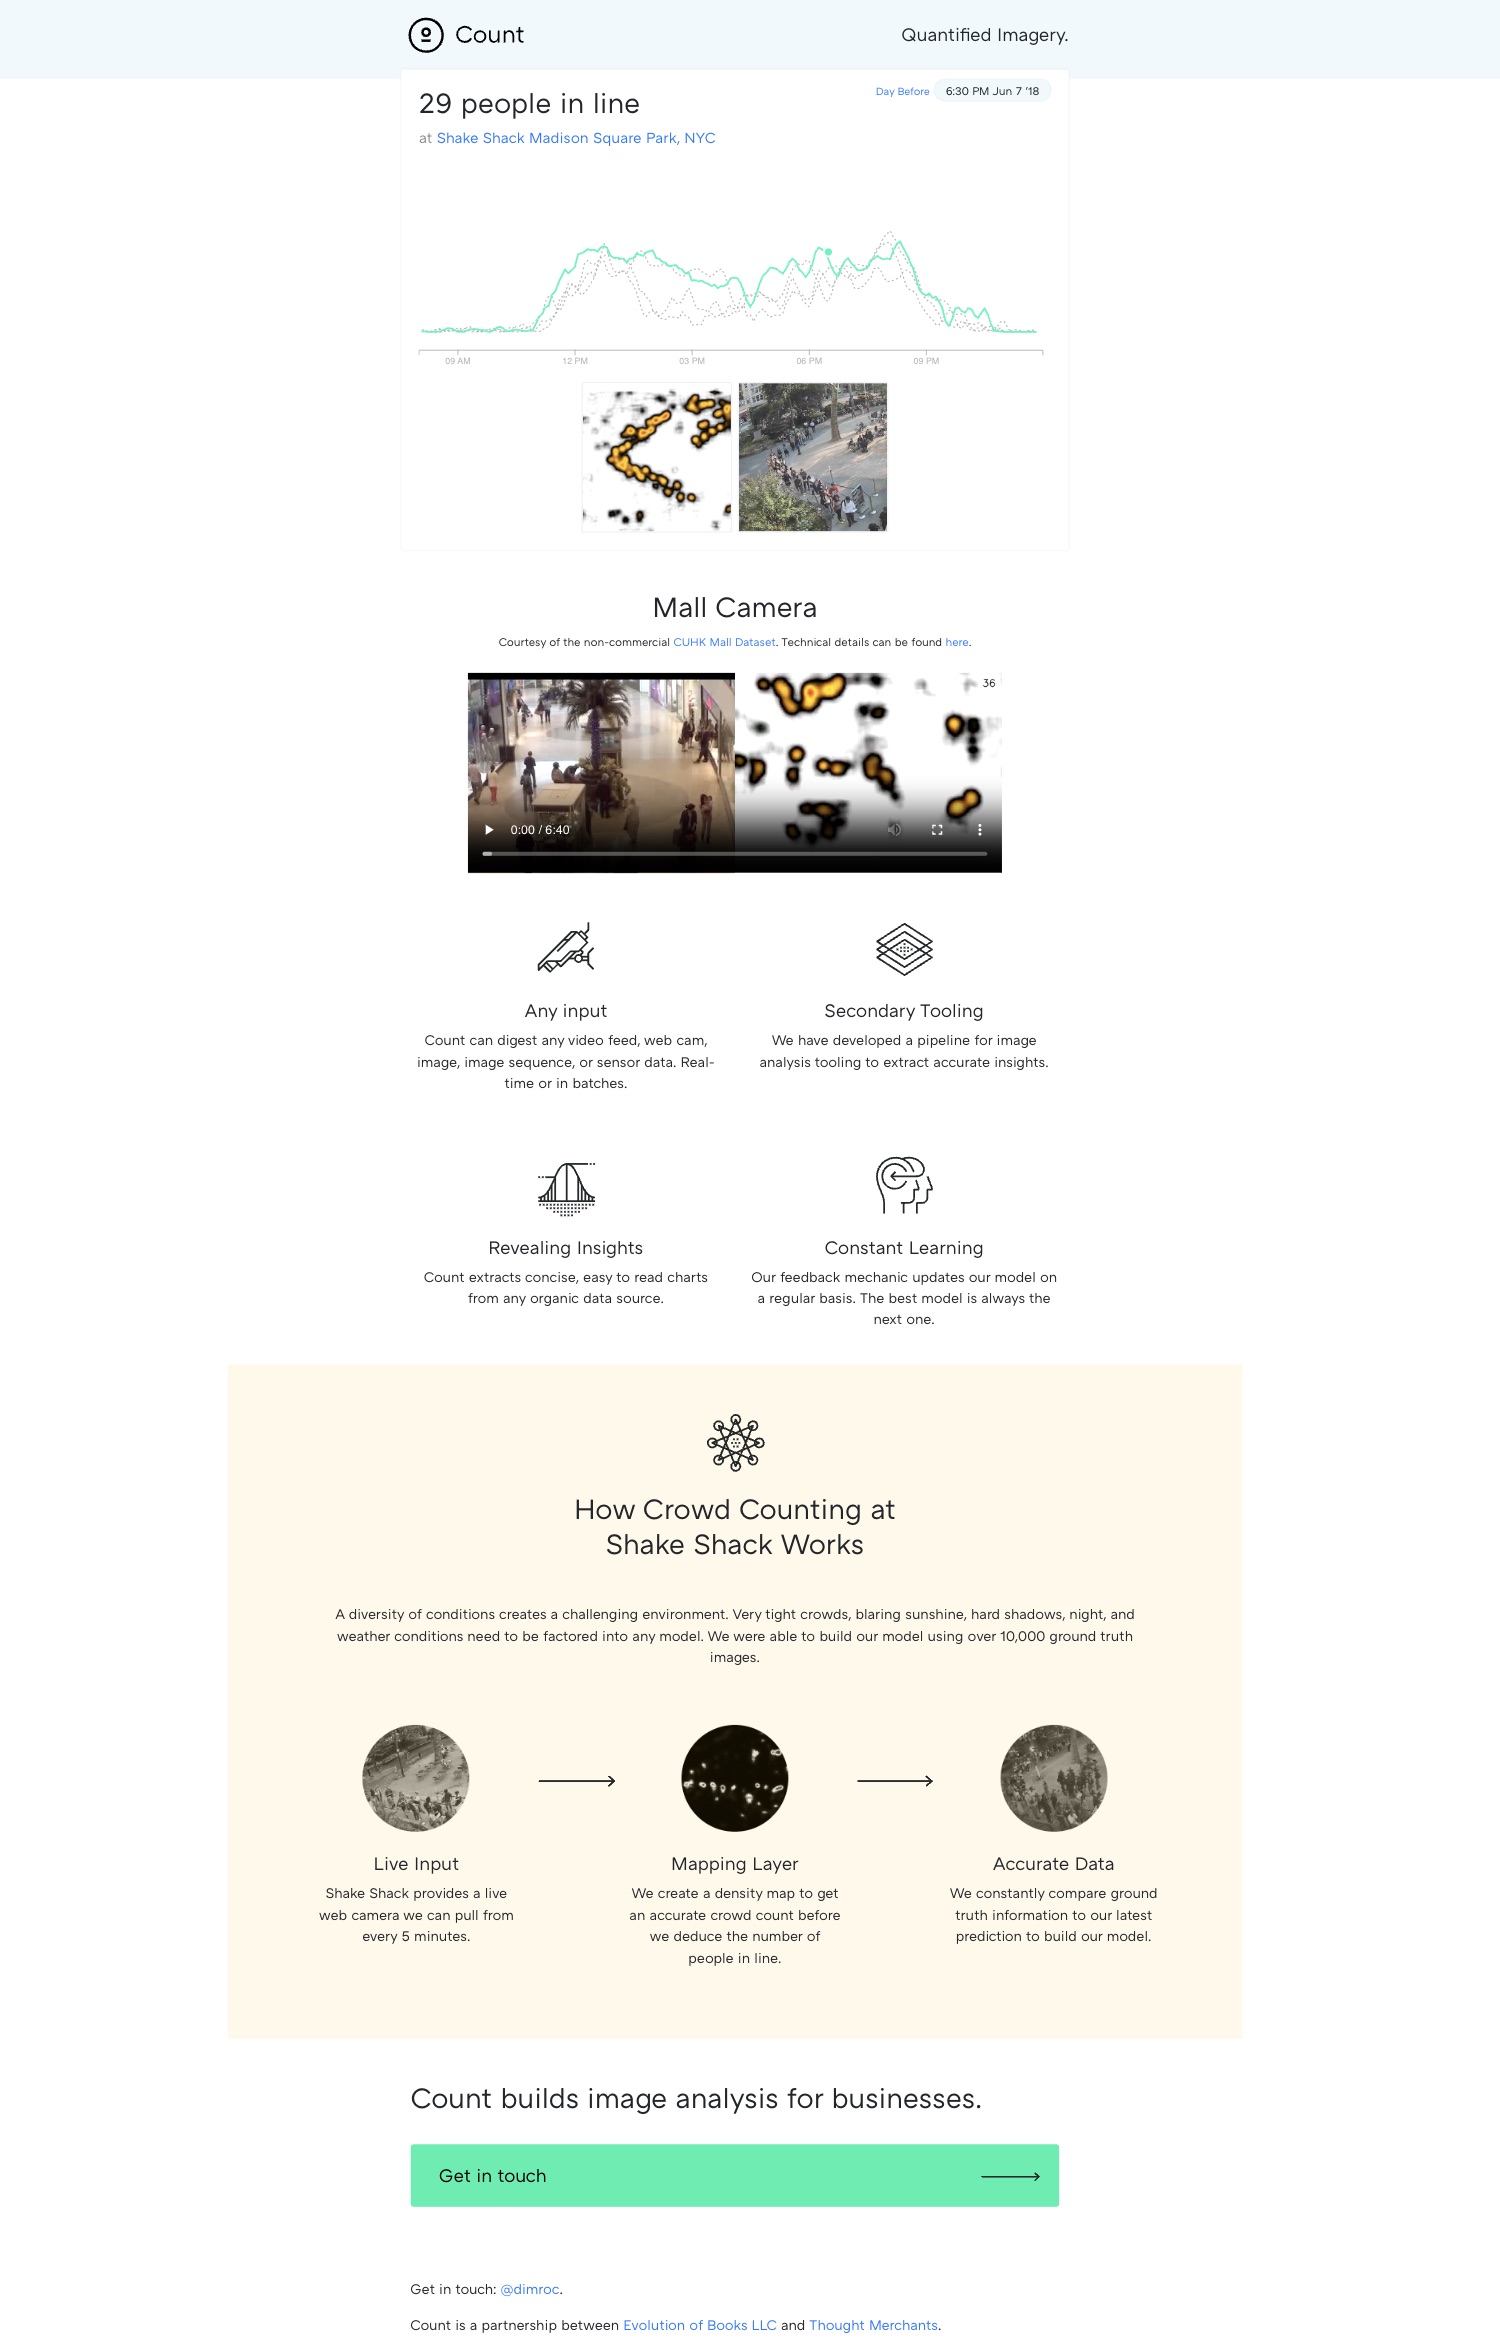 Count
Quantified Imagery.
29 people in line
Day Before 6:30 PM Jun 7 '18
at Shake Shack Madison Square Park, NYC
09 AM 12 PM 03 PM 06 PM 09 PM
Mall Camera
Courtesy of the non-commercial CUHK Mall Dataset. Technical details can be found here.
36
0:00 / 6:40
Any input
Count can digest any video feed, web cam,
image, image sequence, or sensor data. Real-
time or in batches.
Secondary Tooling
We have developed a pipeline for image
analysis tooling to extract accurate insights.
Revealing Insights
Count extracts concise, easy to read charts
from any organic data source.
Constant Learning
Our feedback mechanic updates our model on
a regular basis. The best model is always the
next one.
How Crowd Counting at
Shake Shack Works
A diversity of conditions creates a challenging environment. Very tight crowds, blaring sunshine, hard shadows, night, and
weather conditions need to be factored into any model. We were able to build our model using over 10,000 ground truth
images.
Live Input
Shake Shack provides a live
web camera we can pull from
every 5 minutes.
Mapping Layer
We create a density map to get
an accurate crowd count before
we deduce the number of
people in line.
Accurate Data
We constantly compare ground
truth information to our latest
prediction to build our model.
Count builds image analysis for businesses.
Get in touch
Get in touch: @dimroc.
Count is a partnership between Evolution of Books LLC and Thought Merchants.